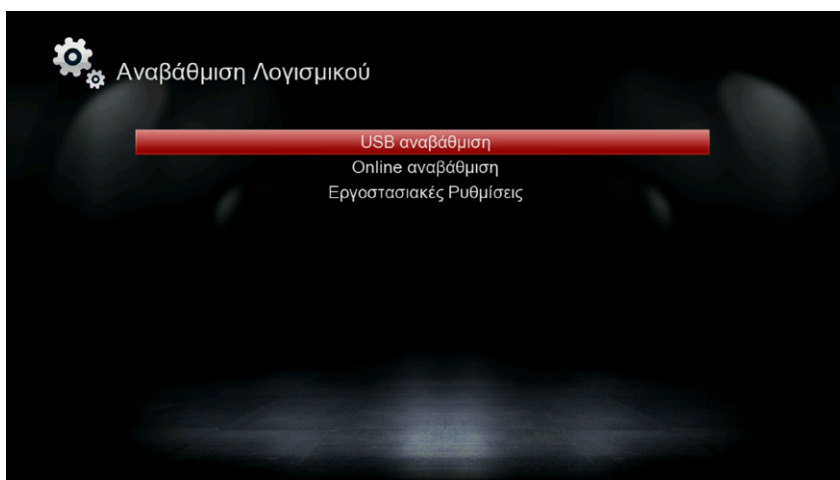 Αναβάθμιση Λογισμικού
USB αναβάθμιση
Online αναβάθμιση
Εργοστασιακές Ρυθμίσεις